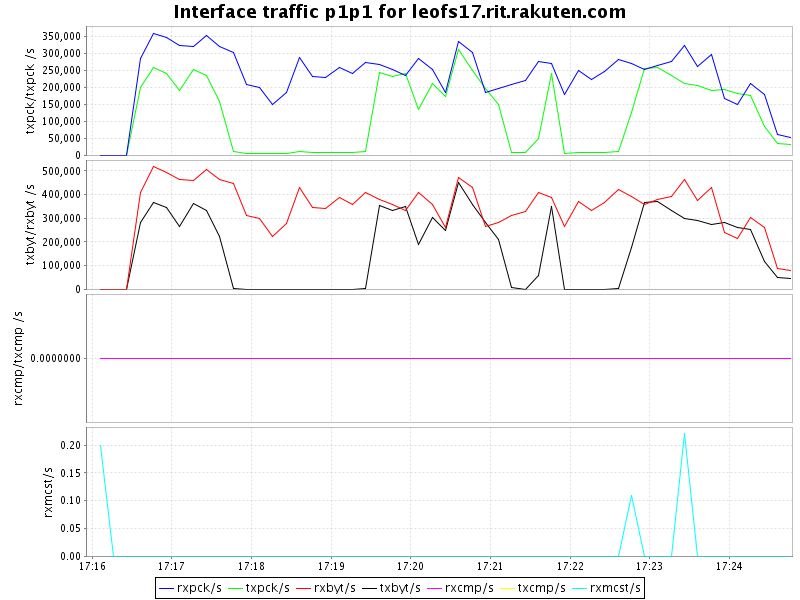 Interface traffic p1p1 for leofs17.rit.rakuten.com
txpck/txpck /s
350,000
300,000
250,000
200,000
150,000
100,000
50,000
0
txbyt/rxbyt /s
500,000
400,000
300,000
200,000
100,000
0
rxcmp/txcmp /s
0.0000000
rxmcst/s
0.20
0.15
0.10
0.05
0.00
17:16 17:17 17:18 17:19 17:20 17:21 17:22 17:23 17:24
rxpck/s txpck/s rxbyt/s txbyt/s rxcmp/s txcmp/s rxmcst/s